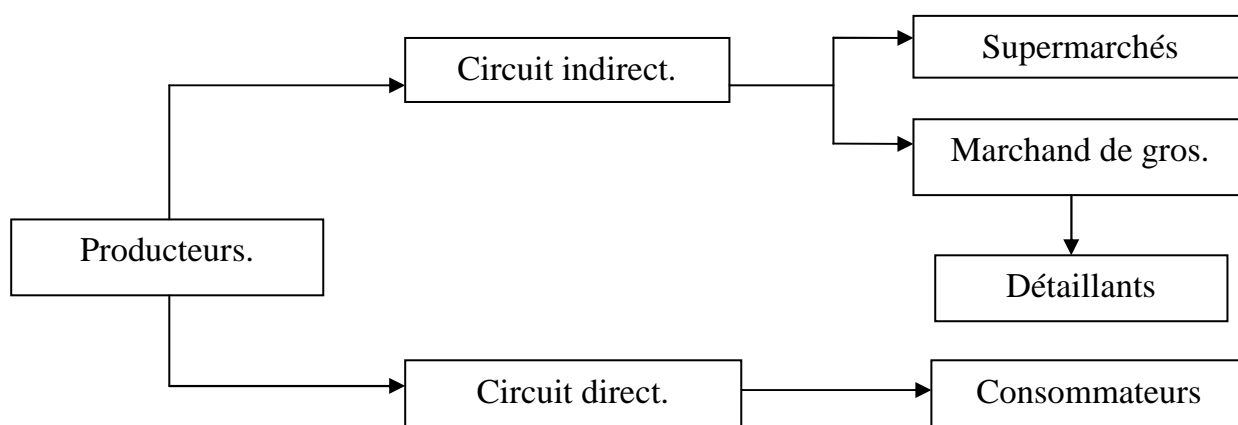 Supermarchés
Circuit indirect.
Marchand de gros.
Producteurs.
Détaillants
Circuit direct.
Consommateurs